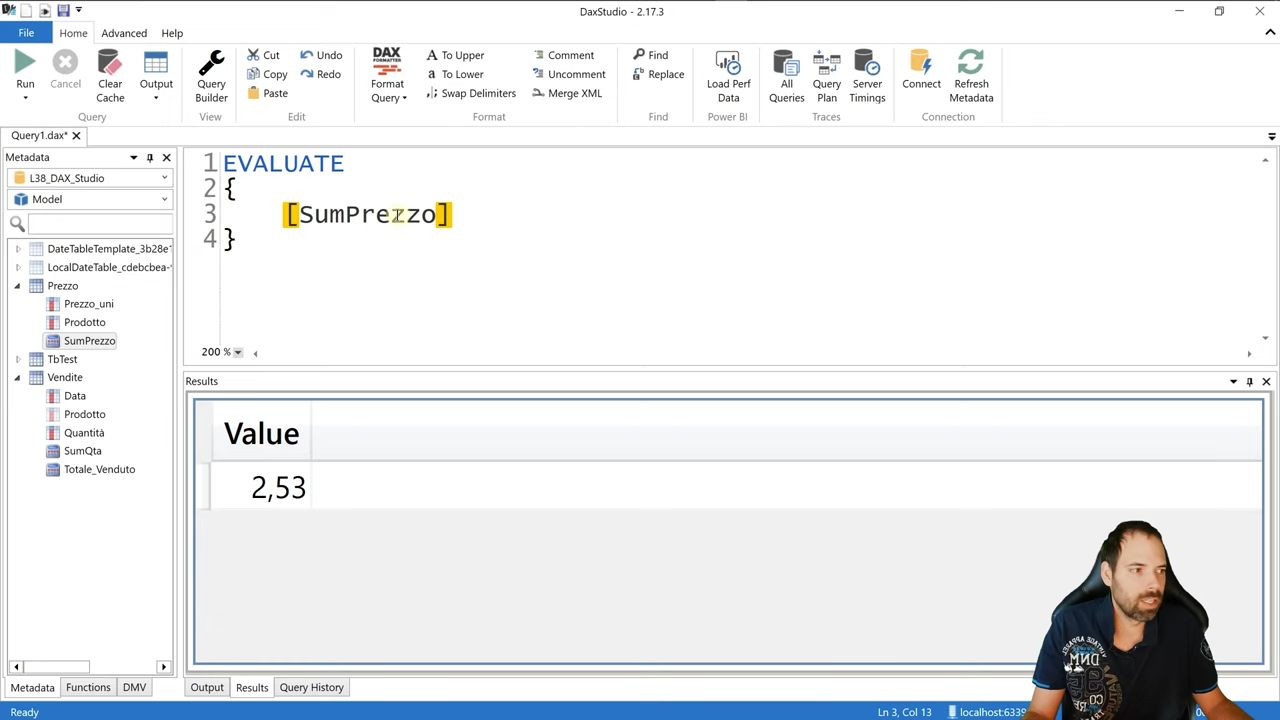 DaxStudio - 2.17.3
File Home Advanced Help
Run Cancel Clear Cache Output Query Builder Cut Copy Paste Undo Redo DAX FORMATTER Format Query To Upper To Lower Swap Delimiters Comment Uncomment Merge XML Find Replace Load Perf Data All Queries Query Plan Server Timings Connect Refresh Metadata
Query View Edit Format Find Power BI Traces Connection
Query1.dax*
Metadata
L38_DAX_Studio
Model
DateTableTemplate_3b28e1
LocalDateTable_cdebcbea-
Prezzo
Prezzo_uni
Prodotto
SumPrezzo
TbTest
Vendite
Data
Prodotto
Quantità
SumQta
Totale_Venduto
Metadata Functions DMV
1 EVALUATE
2 {
3 [SumPrezzo]
4 }
200 %
Results
Value
2,53
Output Results Query History
Ready Ln 3, Col 13 localhost:6339